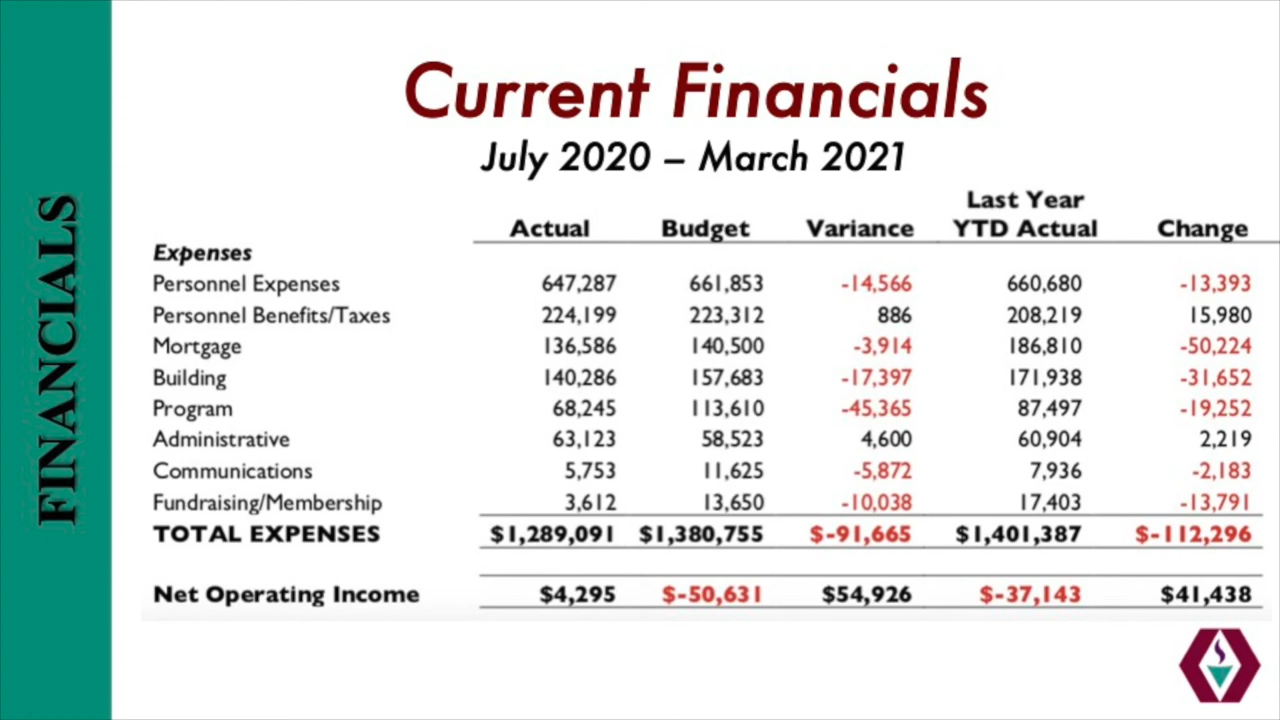 FINANCIALS
Current Financials
July 2020 – March 2021
Last Year
Actual Budget Variance YTD Actual Change
Expenses
Personnel Expenses 647,287 661,853 -14,566 660,680 -13,393
Personnel Benefits/Taxes 224,199 223,312 886 208,219 15,980
Mortgage 136,586 140,500 -3,914 186,810 -50,224
Building 140,286 157,683 -17,397 171,938 -31,652
Program 68,245 113,610 -45,365 87,497 -19,252
Administrative 63,123 58,523 4,600 60,904 2,219
Communications 5,753 11,625 -5,872 7,936 -2,183
Fundraising/Membership 3,612 13,650 -10,038 17,403 -13,791
TOTAL EXPENSES $1,289,091 $1,380,755 $-91,665 $1,401,387 $-112,296
Net Operating Income $4,295 $-50,631 $54,926 $-37,143 $41,438